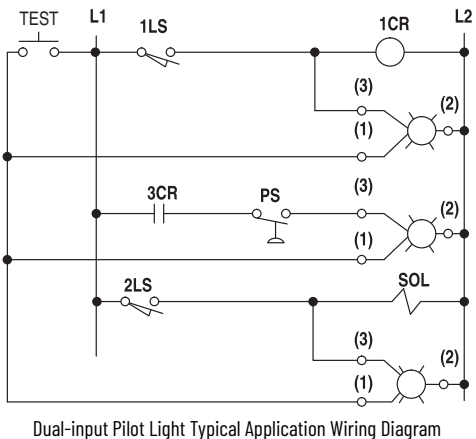 TEST L1 L2
1LS 1CR
(3)
(2)
(1)
3CR PS (3)
(2)
(1)
2LS SOL
(3)
(2)
(1)
Dual-input Pilot Light Typical Application Wiring Diagram